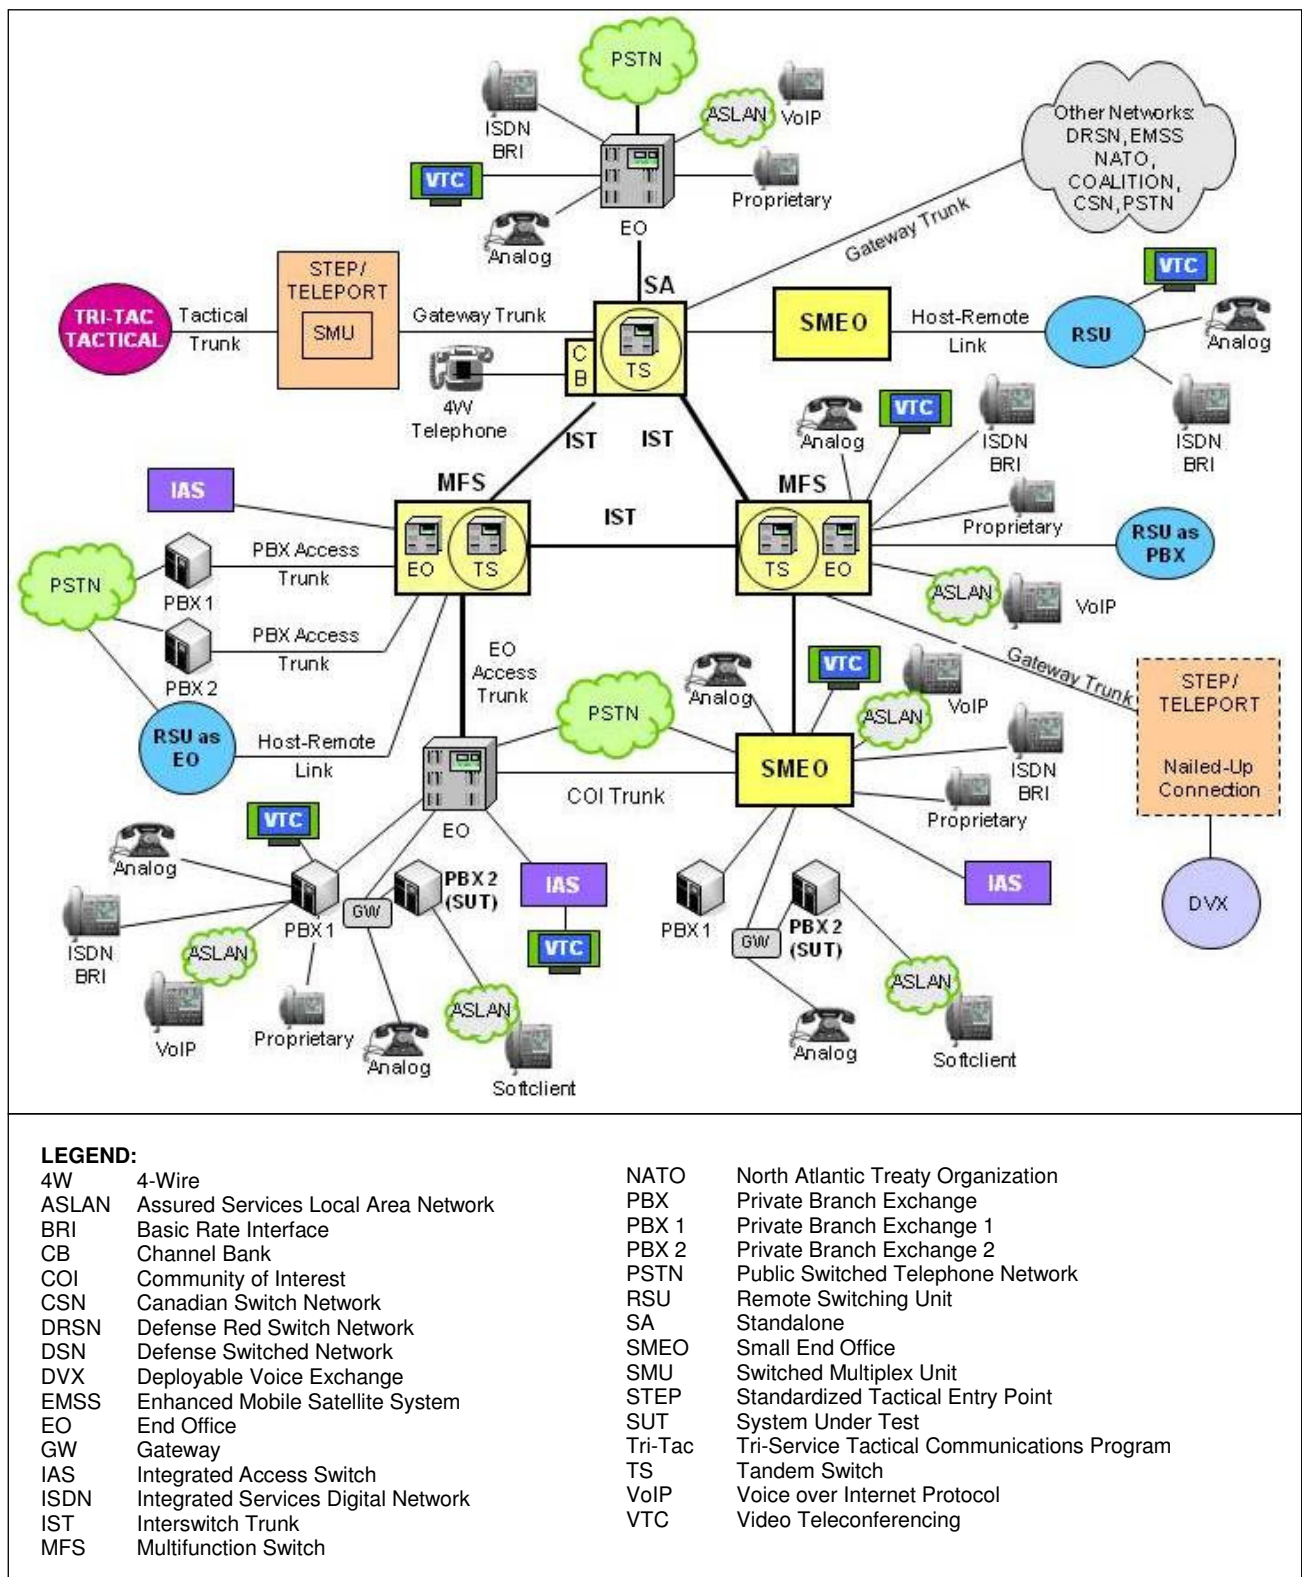 PSTN
ISDN
BRI
ASLAN
VoIP
VTC
Proprietary
Analog
EO
Other Networks:
DRSN, EMSS
NATO,
COALITION,
CSN, PSTN
Gateway Trunk
SA
STEP/
TELEPORT
SMU
TRI-TAC
TACTICAL
Tactical
Trunk
Gateway Trunk
C
B
TS
SMEO
Host-Remote
Link
RSU
VTC
Analog
ISDN
BRI
4W
Telephone
IST
IST
IST
Analog
VTC
ISDN
BRI
Proprietary
MFS
MFS
IAS
EO
TS
TS
EO
RSU as
PBX
ASLAN
VoIP
PSTN
PBX Access
Trunk
PBX 1
PBX Access
Trunk
PBX 2
RSU as
EO
Host-Remote
Link
EO
Access
Trunk
Gateway Trunk
STEP/
TELEPORT
Nailed-Up
Connection
DVX
PSTN
Analog
VTC
VoIP
ASLAN
SMEO
ISDN
BRI
Proprietary
COI Trunk
EO
VTC
Analog
ISDN
BRI
PBX 1
ASLAN
VoIP
Proprietary
GW
PBX 2
(SUT)
IAS
VTC
Analog
ASLAN
Softclient
PBX 1
GW
PBX 2
(SUT)
IAS
Analog
ASLAN
Softclient
LEGEND:
4W 4-Wire
ASLAN Assured Services Local Area Network
BRI Basic Rate Interface
CB Channel Bank
COI Community of Interest
CSN Canadian Switch Network
DRSN Defense Red Switch Network
DSN Defense Switched Network
DVX Deployable Voice Exchange
EMSS Enhanced Mobile Satellite System
EO End Office
GW Gateway
IAS Integrated Access Switch
ISDN Integrated Services Digital Network
IST Interswitch Trunk
MFS Multifunction Switch
NATO North Atlantic Treaty Organization
PBX Private Branch Exchange
PBX 1 Private Branch Exchange 1
PBX 2 Private Branch Exchange 2
PSTN Public Switched Telephone Network
RSU Remote Switching Unit
SA Standalone
SMEO Small End Office
SMU Switched Multiplex Unit
STEP Standardized Tactical Entry Point
SUT System Under Test
Tri-Tac Tri-Service Tactical Communications Program
TS Tandem Switch
VoIP Voice over Internet Protocol
VTC Video Teleconferencing